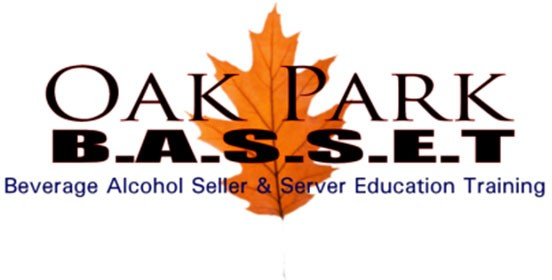 OAK PARK
B.A.S.S.E.T
Beverage Alcohol Seller & Server Education Training